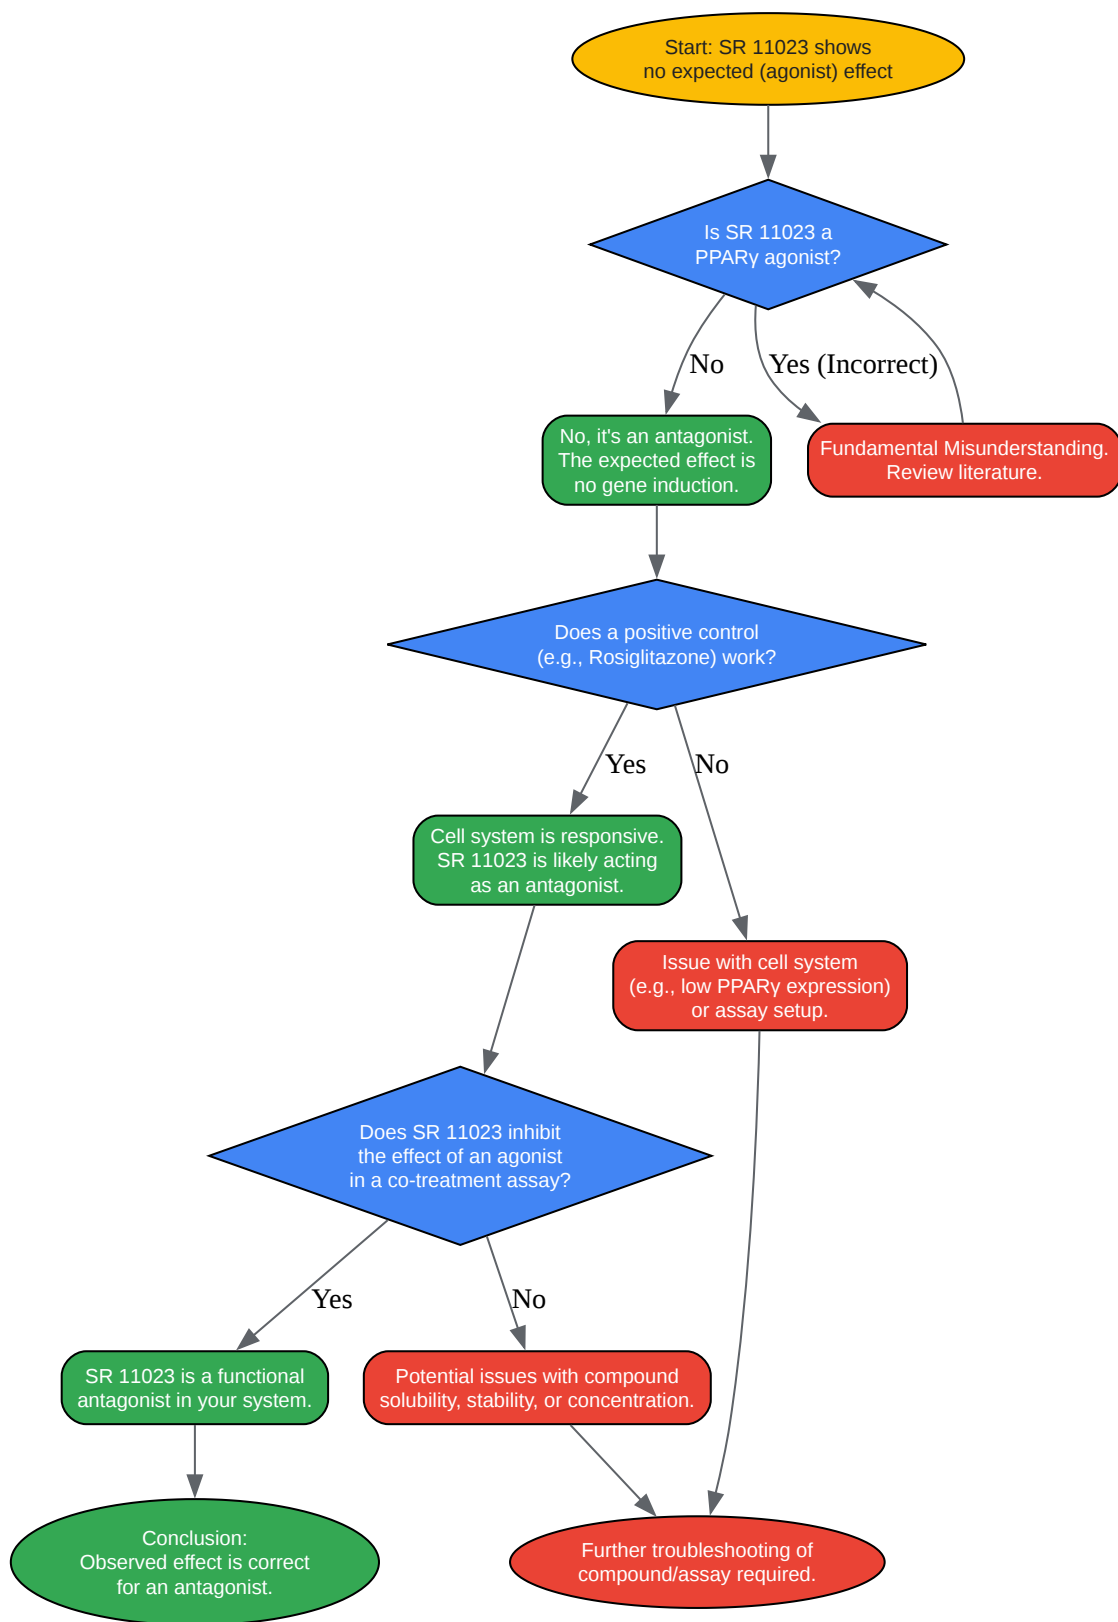 Start: SR 11023 shows
no expected (agonist) effect
Is SR 11023 a
PPARγ agonist?
No
Yes (Incorrect)
No, it's an antagonist.
The expected effect is
no gene induction.
Fundamental Misunderstanding.
Review literature.
Does a positive control
(e.g., Rosiglitazone) work?
Yes
No
Cell system is responsive.
SR 11023 is likely acting
as an antagonist.
Issue with cell system
(e.g., low PPARγ expression)
or assay setup.
Does SR 11023 inhibit
the effect of an agonist
in a co-treatment assay?
Yes
No
SR 11023 is a functional
antagonist in your system.
Potential issues with compound
solubility, stability, or concentration.
Conclusion:
Observed effect is correct
for an antagonist.
Further troubleshooting of
compound/assay required.